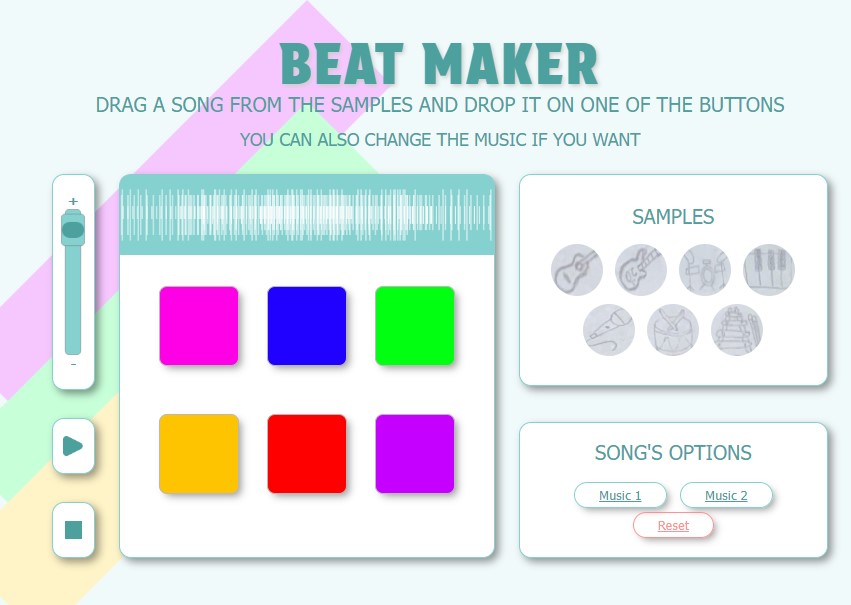 BEAT MAKER
DRAG A SONG FROM THE SAMPLES AND DROP IT ON ONE OF THE BUTTONS
YOU CAN ALSO CHANGE THE MUSIC IF YOU WANT
+
-
SAMPLES
SONG'S OPTIONS
Music 1
Music 2
Reset